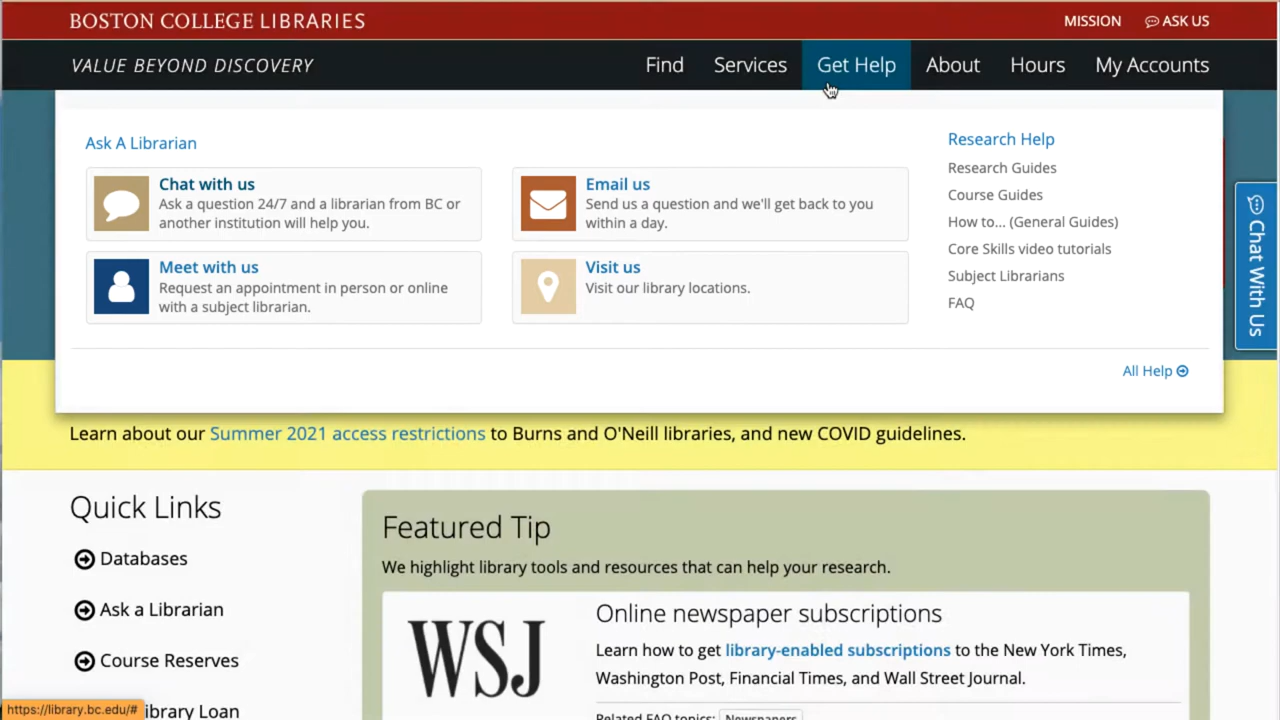 BOSTON COLLEGE LIBRARIES
MISSION
ASK US
VALUE BEYOND DISCOVERY
Find
Services
Get Help
About
Hours
My Accounts
Ask A Librarian
Chat with us
Ask a question 24/7 and a librarian from BC or
another institution will help you.
Email us
Send us a question and we'll get back to you
within a day.
Meet with us
Request an appointment in person or online
with a subject librarian.
Visit us
Visit our library locations.
Research Help
Research Guides
Course Guides
How to... (General Guides)
Core Skills video tutorials
Subject Librarians
FAQ
All Help
Chat With Us
Learn about our Summer 2021 access restrictions to Burns and O'Neill libraries, and new COVID guidelines.
Quick Links
Databases
Ask a Librarian
Course Reserves
ibrary Loan
Featured Tip
We highlight library tools and resources that can help your research.
WSJ
Online newspaper subscriptions
Learn how to get library-enabled subscriptions to the New York Times,
Washington Post, Financial Times, and Wall Street Journal.
Related FAQ topics: Newspapers
https://library.bc.edu/#